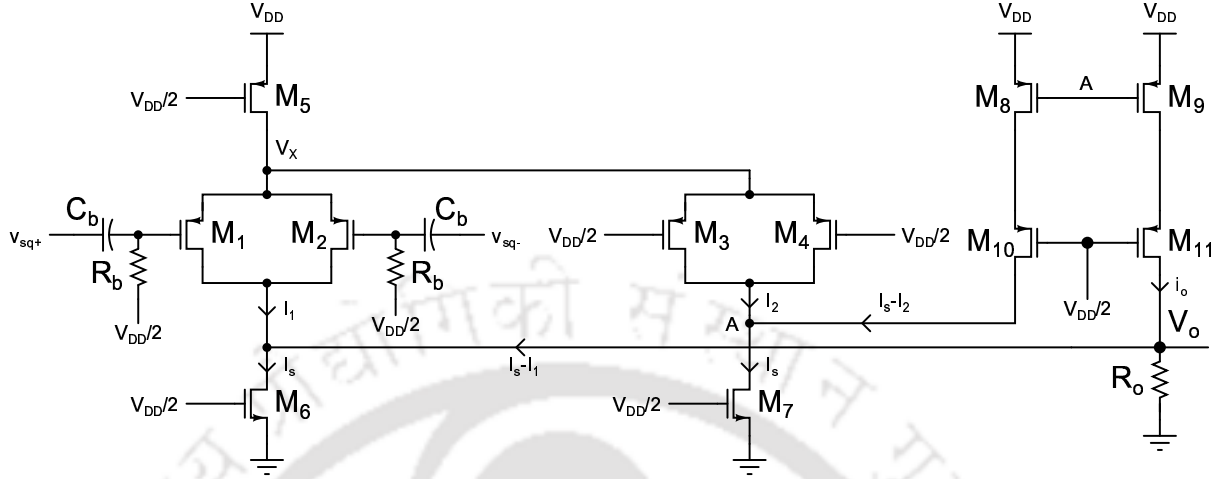 V_DD
V_DD
V_DD
V_DD/2
M_5
M_8
A
M_9
V_X
C_b
v_sq+
M_1
M_2
C_b
v_sq-
V_DD/2
M_3
M_4
V_DD/2
M_10
M_11
R_b
R_b
V_DD/2
V_DD/2
I_1
I_2
A
I_s-I_2
V_DD/2
i_o
V_o
I_s
I_s-I_1
I_s
R_o
V_DD/2
M_6
V_DD/2
M_7